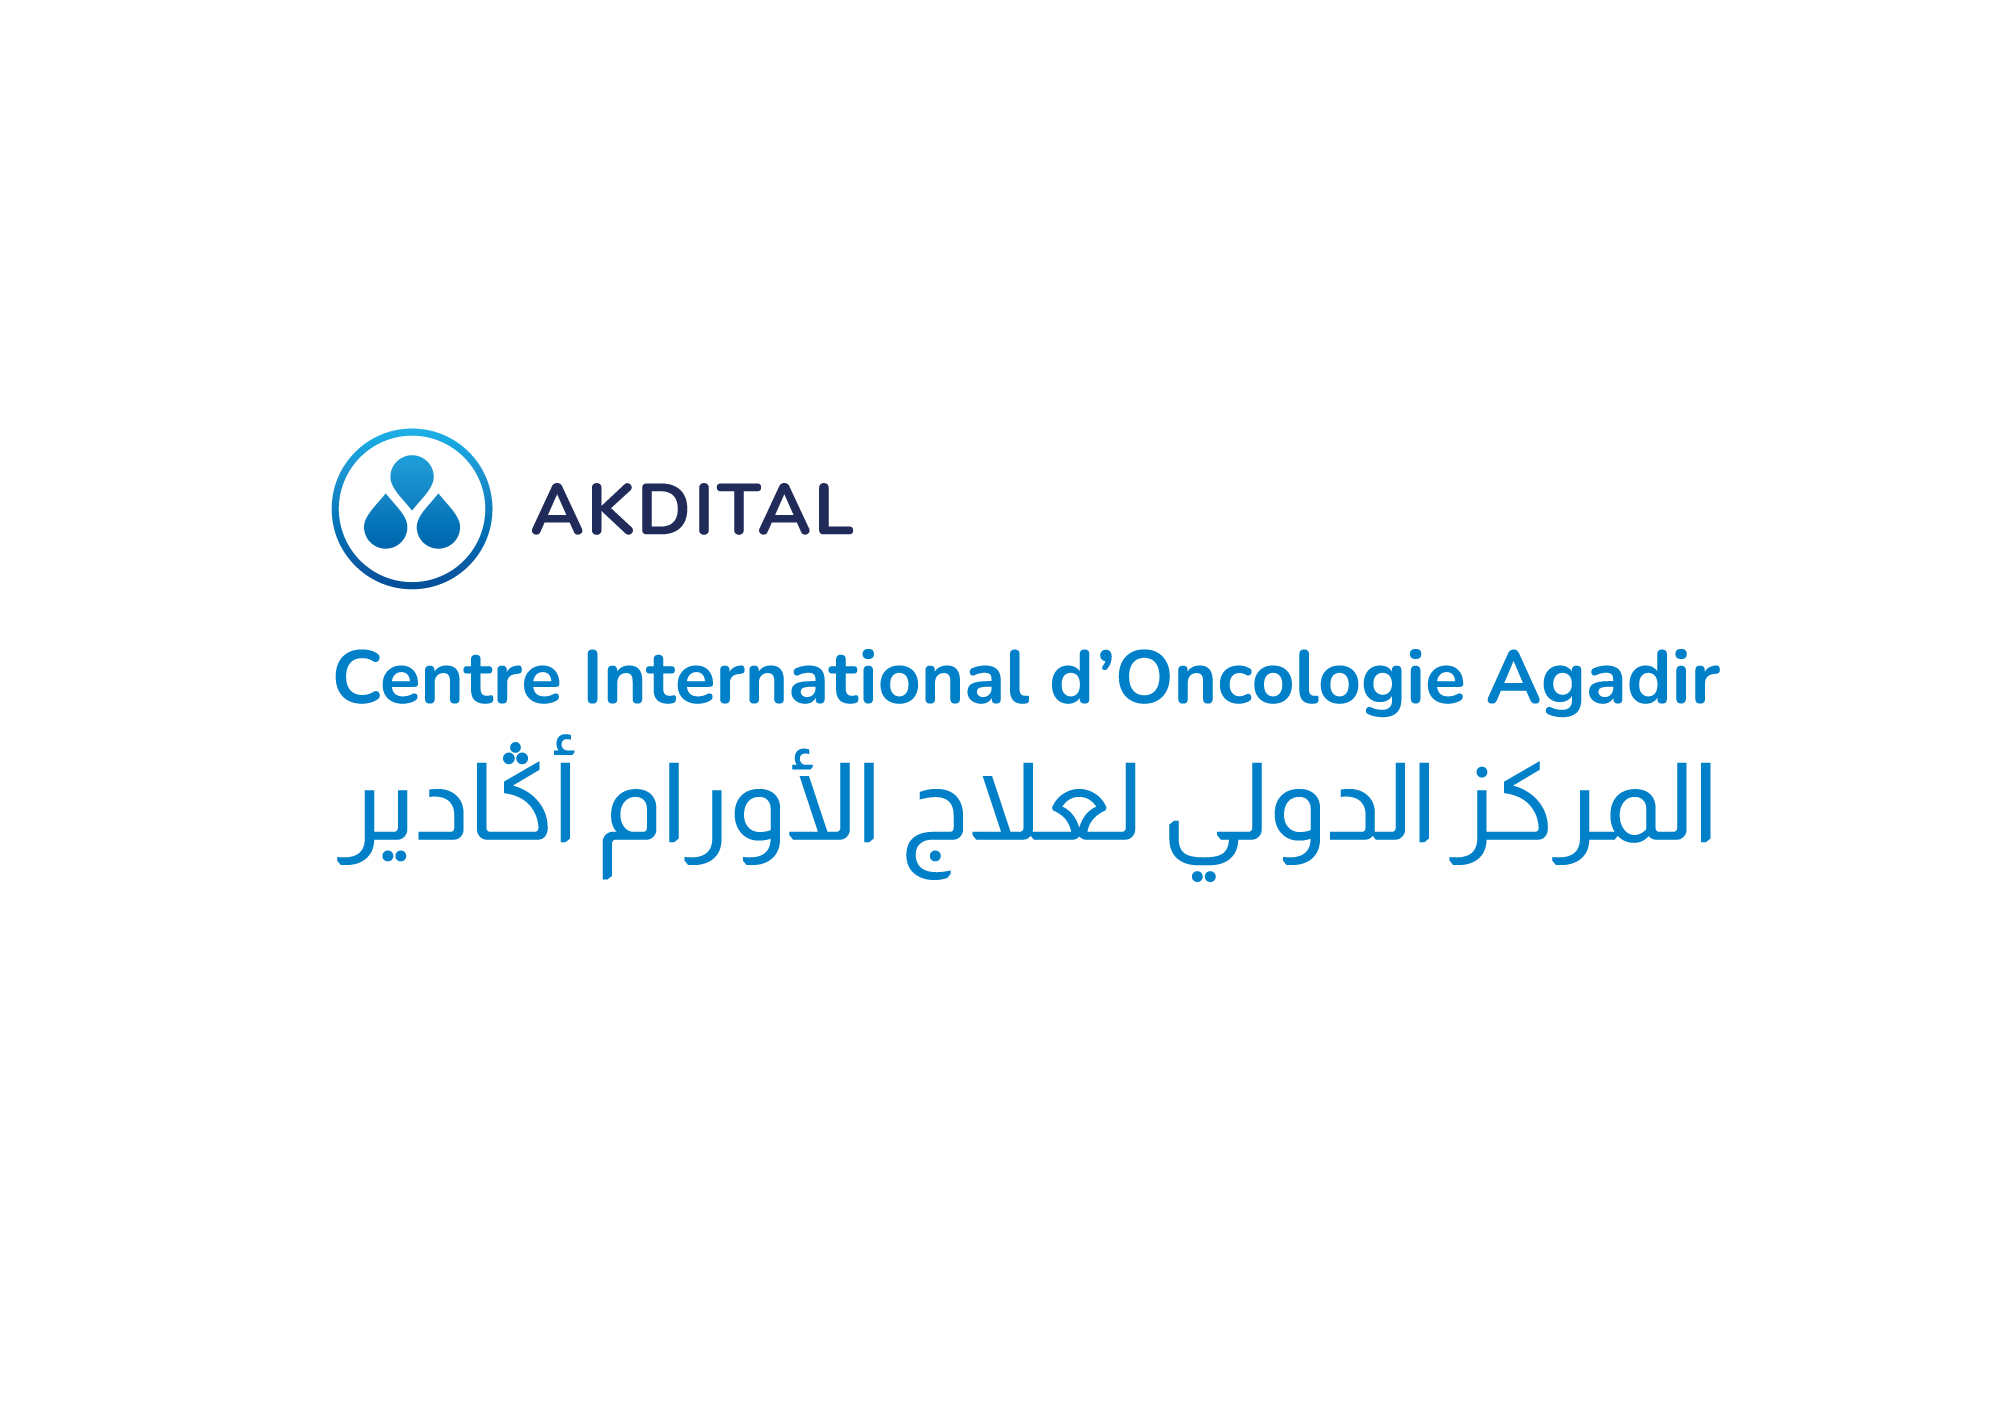 AKDITAL
Centre International d’Oncologie Agadir
المركز الدولي لعلاج الأورام أڭادير